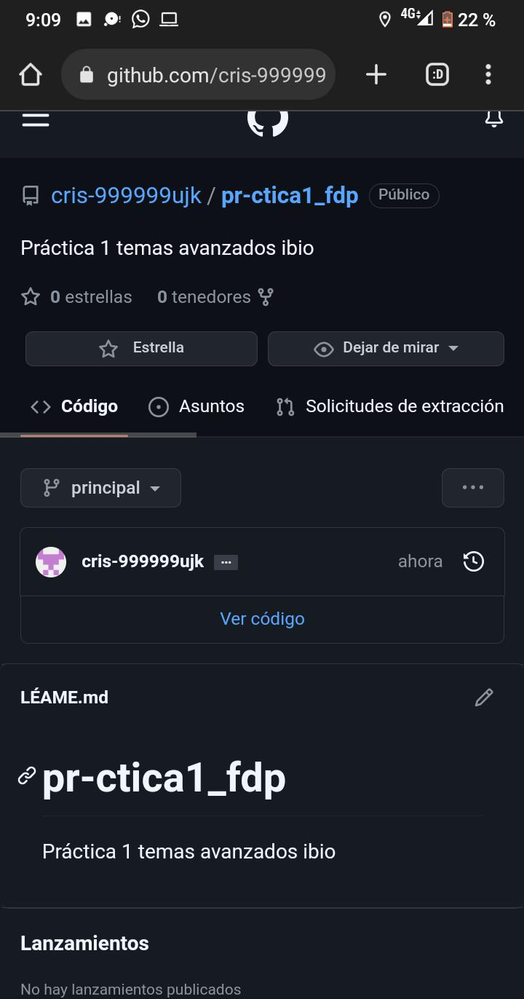 9:09 4G 22 %
github.com/cris-999999 :D
cris-999999ujk / pr-ctica1_fdp Público
Práctica 1 temas avanzados ibio
0 estrellas 0 tenedores
Estrella Dejar de mirar
Código Asuntos Solicitudes de extracción
principal
cris-999999ujk ahora
Ver código
LÉAME.md
pr-ctica1_fdp
Práctica 1 temas avanzados ibio
Lanzamientos
No hay lanzamientos publicados